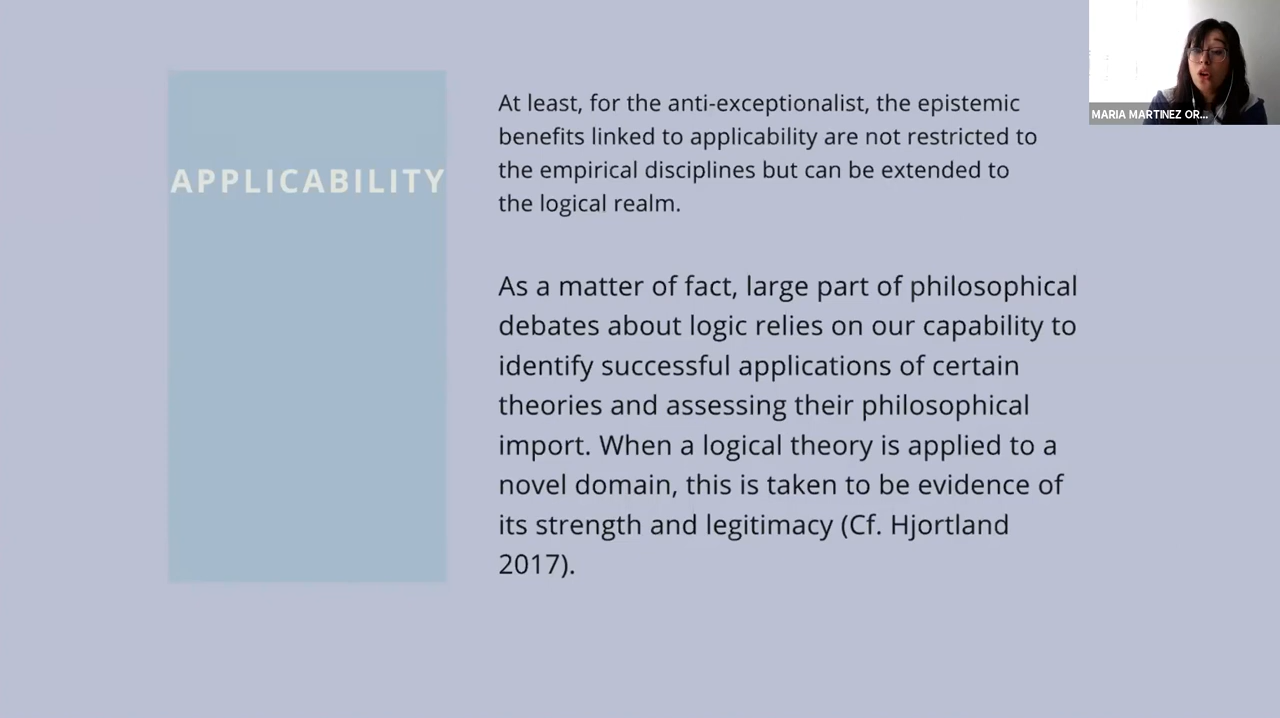 APPLICABILITY
At least, for the anti-exceptionalist, the epistemic
benefits linked to applicability are not restricted to
the empirical disciplines but can be extended to
the logical realm.
As a matter of fact, large part of philosophical
debates about logic relies on our capability to
identify successful applications of certain
theories and assessing their philosophical
import. When a logical theory is applied to a
novel domain, this is taken to be evidence of
its strength and legitimacy (Cf. Hjortland
2017).
MARIA MARTINEZ OR...